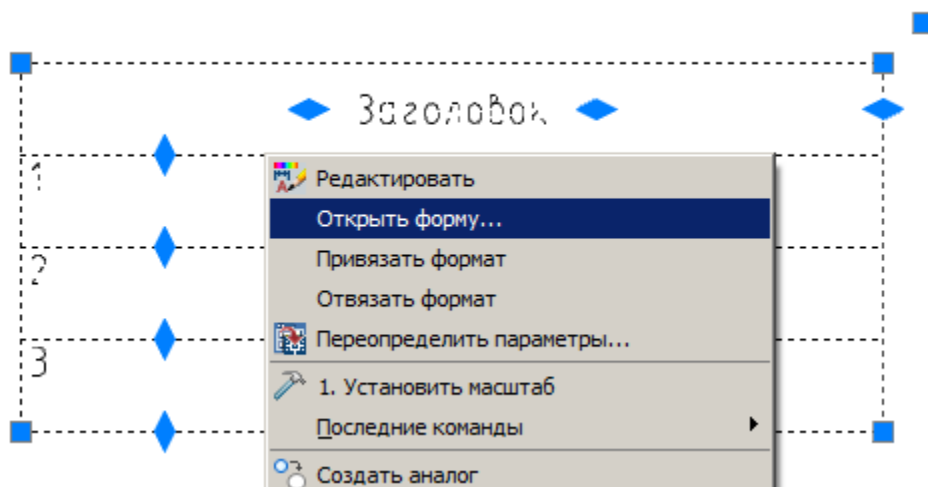 Заголовок
1
Редактировать
Открыть форму...
2
Привязать формат
Отвязать формат
Переопределить параметры...
3
1. Установить масштаб
Последние команды
Создать аналог